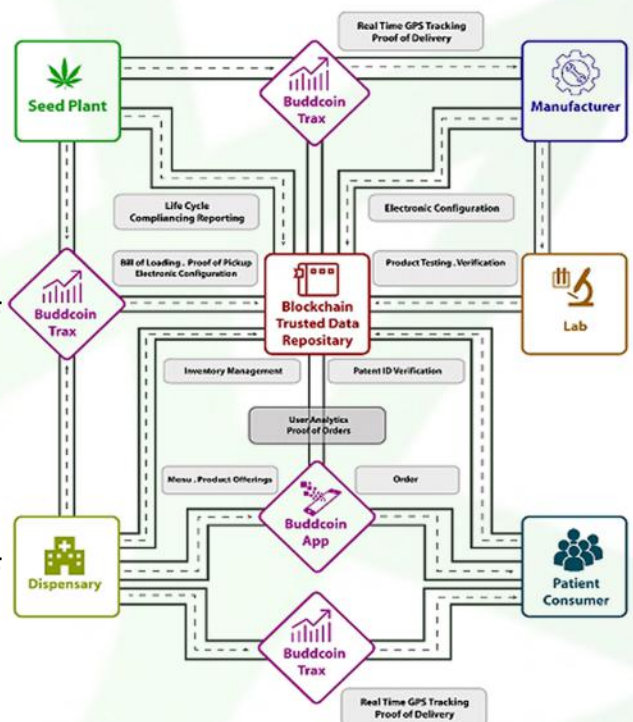 Real Time GPS Tracking
Proof of Delivery
Seed Plant
Buddcoin
Trax
Manufacturer
Life Cycle
Compliancing Reporting
Electronic Configuration
Bill of Loading . Proof of Pickup
Electronic Configuration
Product Testing . Verification
Buddcoin
Trax
Blockchain
Trusted Data
Repositary
Lab
Inventory Management
Patent ID Verification
User Analytics
Proof of Orders
Menu . Product Offerings
Order
Buddcoin
App
Dispensary
Patient
Consumer
Buddcoin
Trax
Real Time GPS Tracking
Proof of Delivery